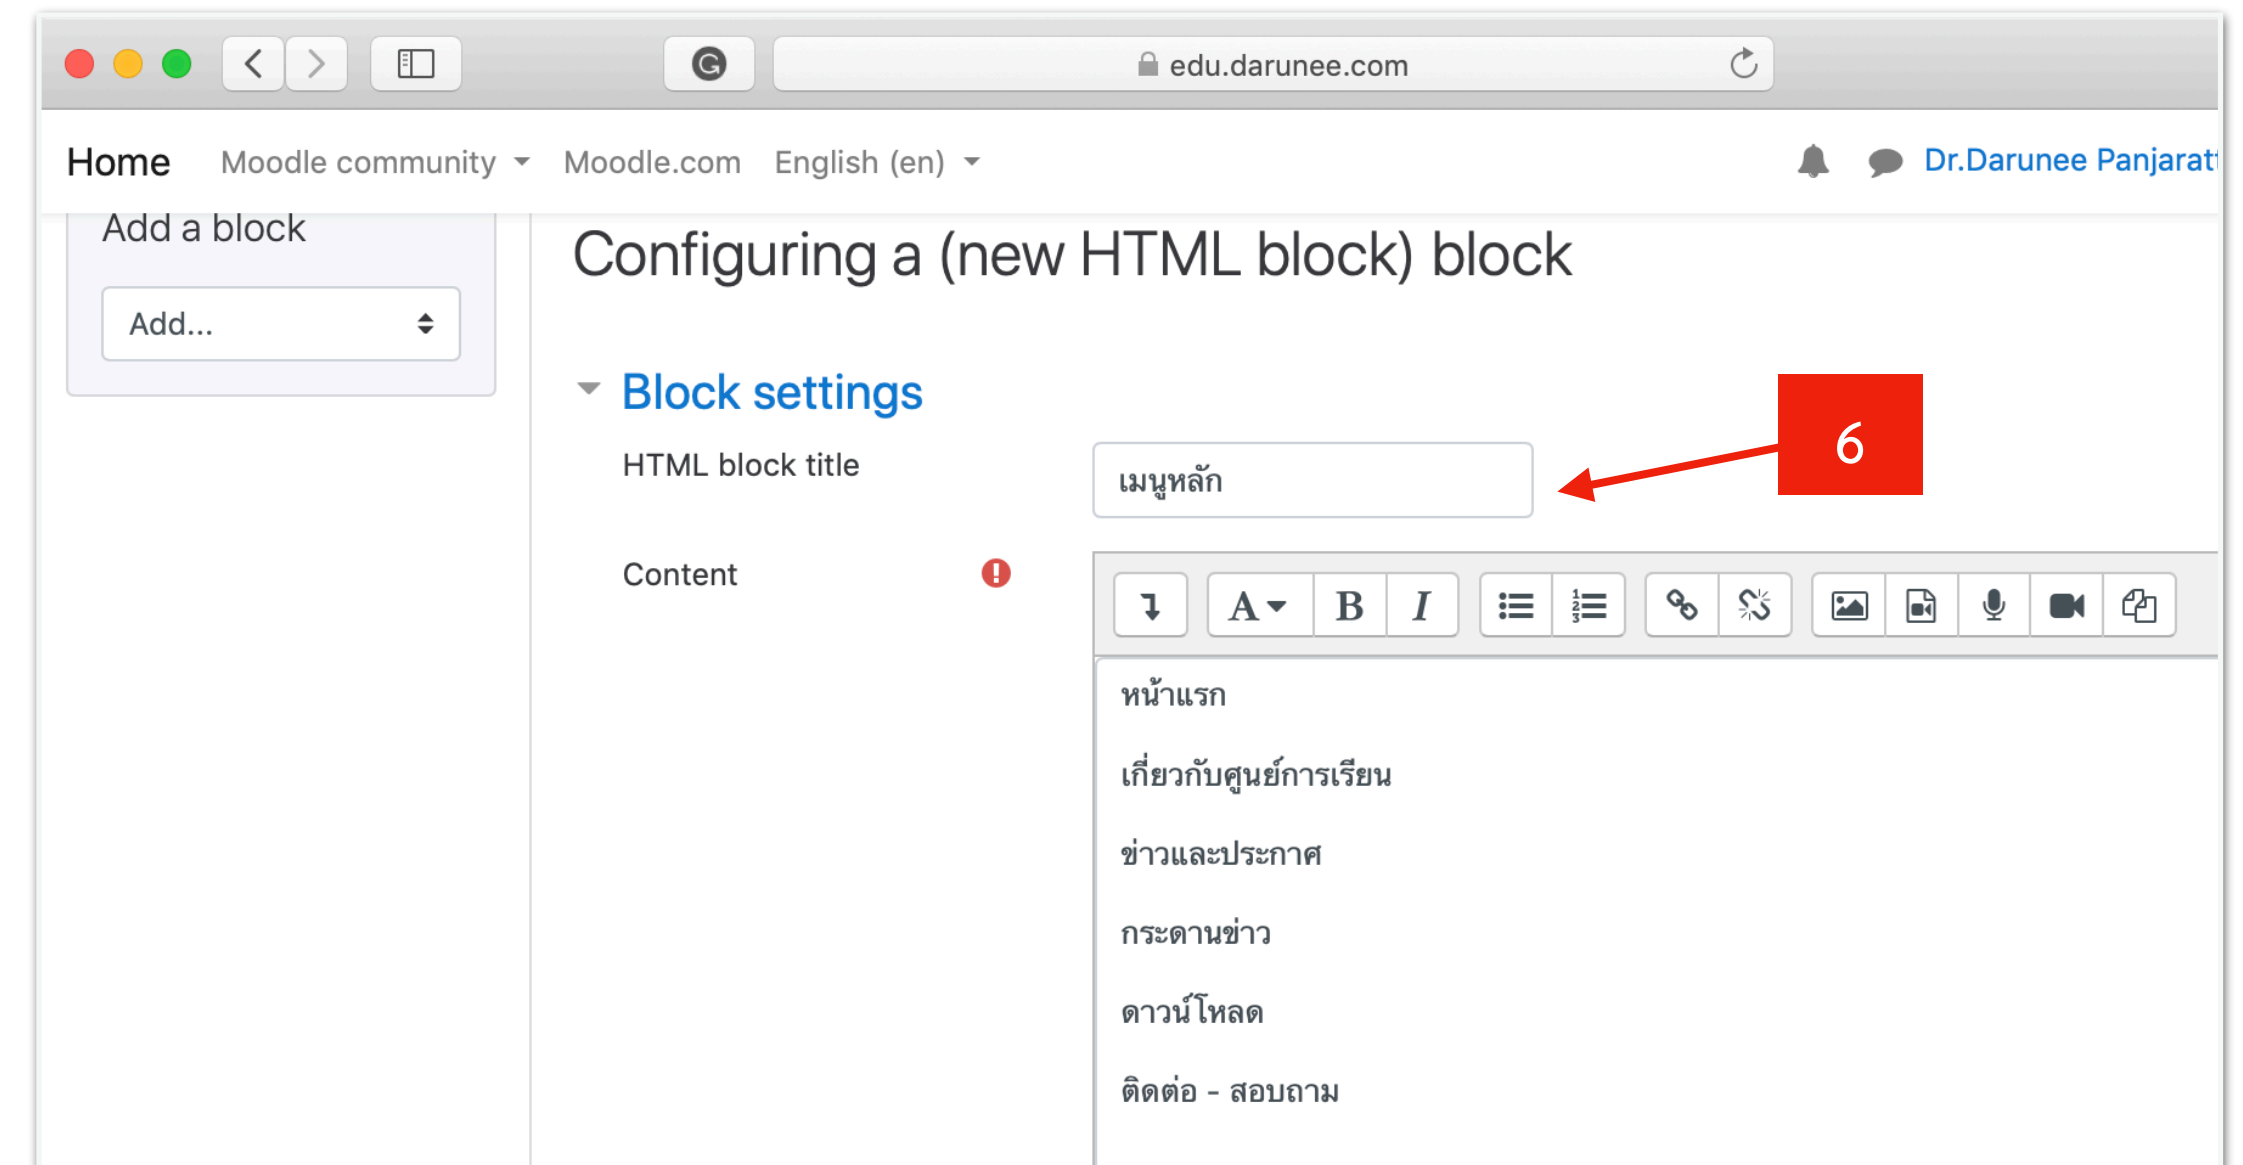 edu.darunee.com
Home Moodle community Moodle.com English (en) Dr.Darunee Panjarat
Add a block
Add...
Configuring a (new HTML block) block
Block settings
HTML block title
เมนูหลัก
6
Content
A B I
หน้าแรก
เกี่ยวกับศูนย์การเรียน
ข่าวและประกาศ
กระดานข่าว
ดาวน์โหลด
ติดต่อ - สอบถาม